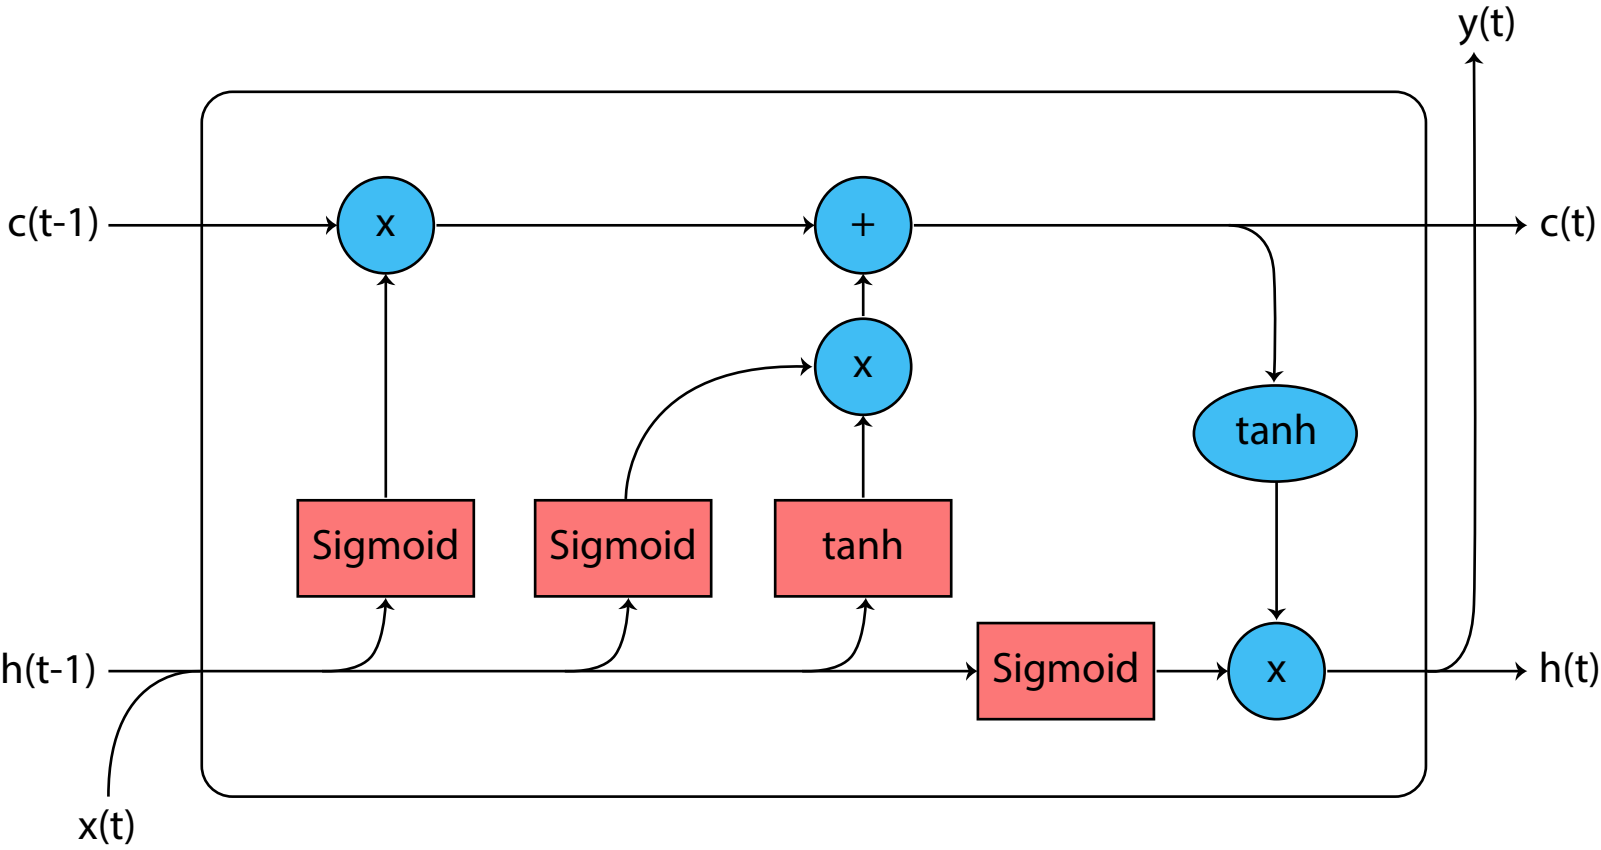 y(t)
c(t-1)
x
+
c(t)
x
tanh
Sigmoid
Sigmoid
tanh
h(t-1)
Sigmoid
x
h(t)
x(t)